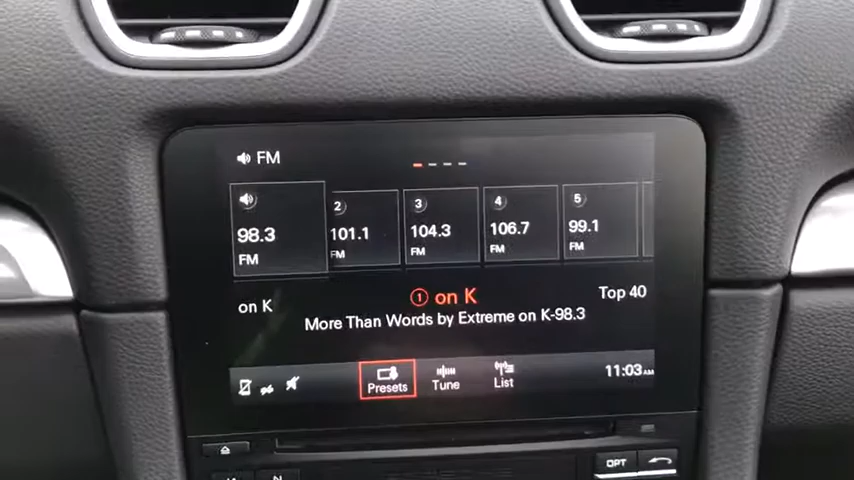 FM
98.3 FM
2 101.1 FM
3 104.3 FM
4 106.7 FM
5 99.1 FM
on K
1 on K
Top 40
More Than Words by Extreme on K-98.3
Presets
Tune
List
11:03 AM
OPT